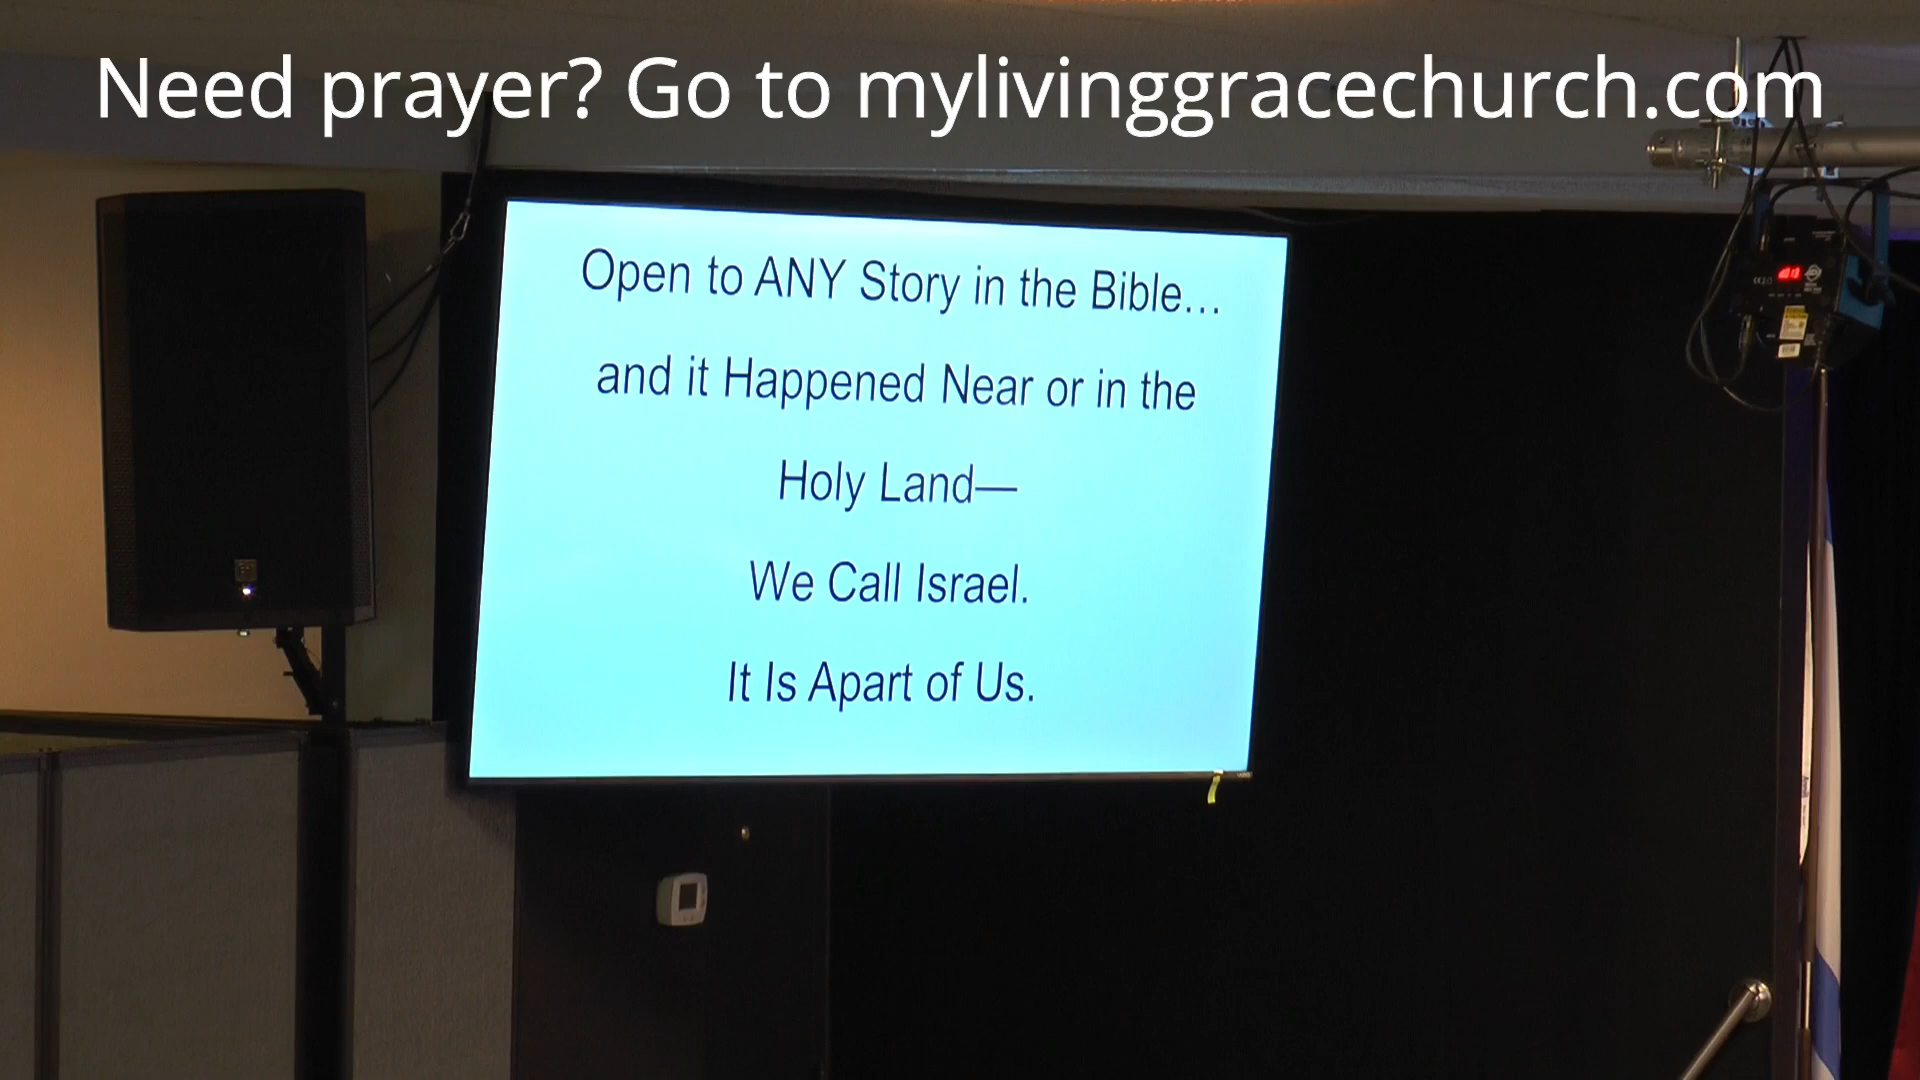 Need prayer? Go to mylivinggracechurch.com
Open to ANY Story in the Bible...
and it Happened Near or in the
Holy Land—
We Call Israel.
It Is Apart of Us.